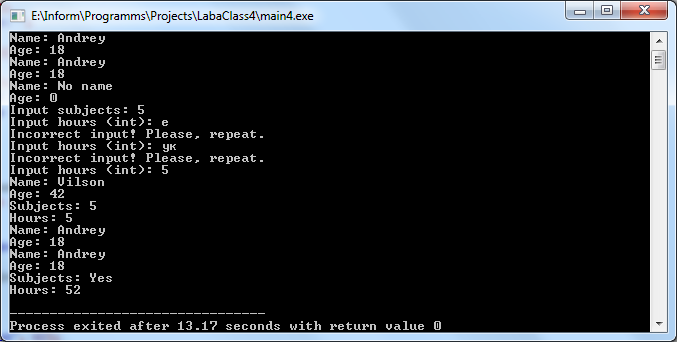 E:\Inform\Programms\Projects\LabaClass4\main4.exe
Name: Andrey
Age: 18
Name: Andrey
Age: 18
Name: No name
Age: 0
Input subjects: 5
Input hours (int): e
Incorrect input! Please, repeat.
Input hours (int): ук
Incorrect input! Please, repeat.
Input hours (int): 5
Name: Vilson
Age: 42
Subjects: 5
Hours: 5
Name: Andrey
Age: 18
Name: Andrey
Age: 18
Subjects: Yes
Hours: 52
--------------------------------
Process exited after 13.17 seconds with return value 0